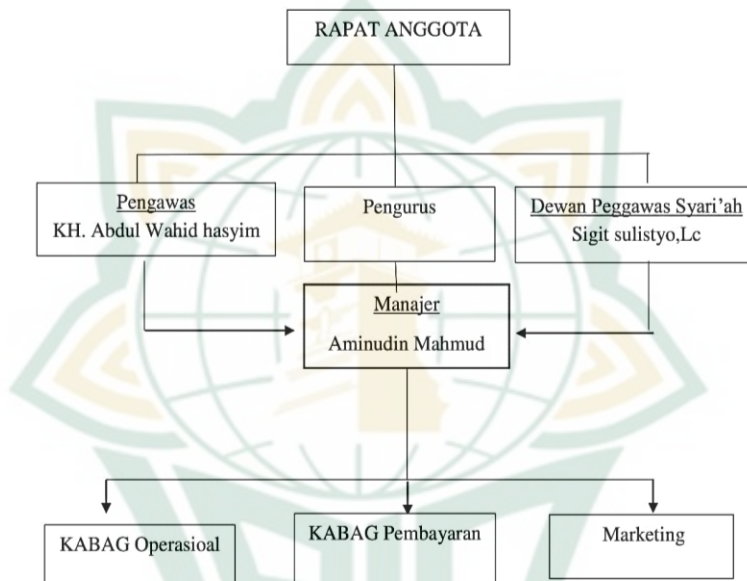 RAPAT ANGGOTA
Pengawas
KH. Abdul Wahid hasyim
Pengurus
Dewan Peggawas Syari'ah
Sigit sulistyo,Lc
Manajer
Aminudin Mahmud
KABAG Operasioal
KABAG Pembayaran
Marketing